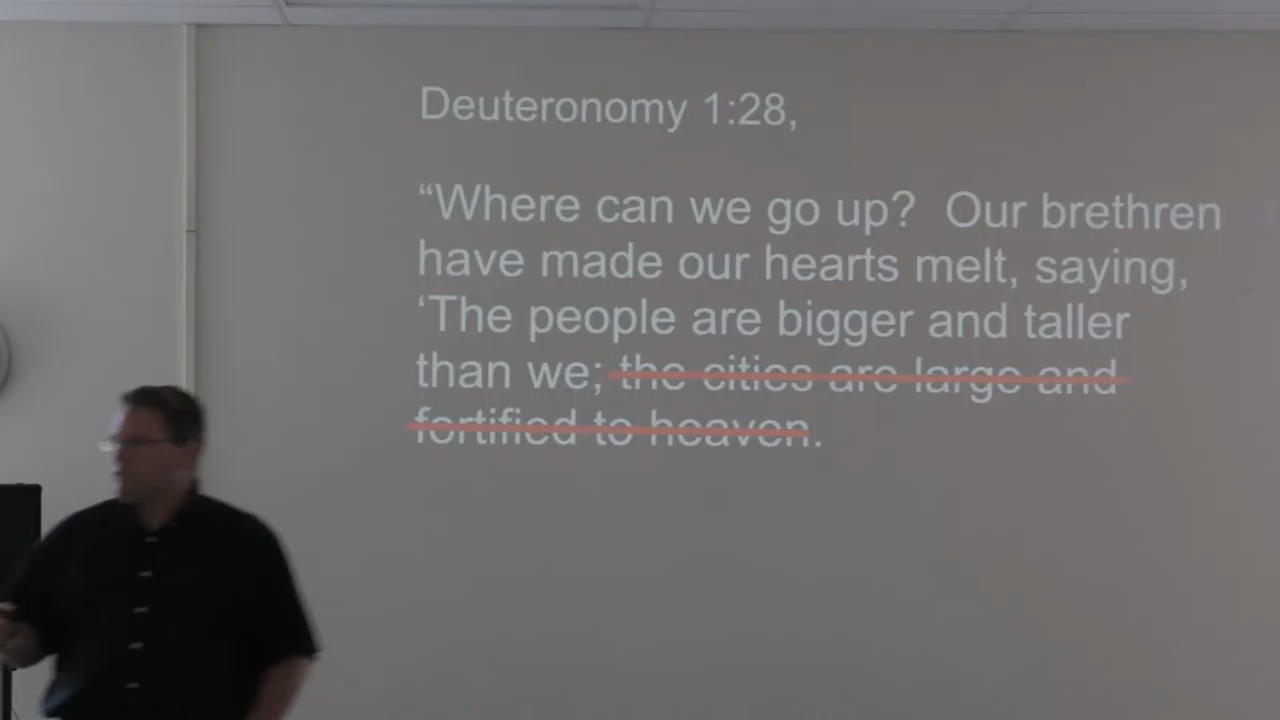 Deuteronomy 1:28,
“Where can we go up?  Our brethren
have made our hearts melt, saying,
‘The people are bigger and taller
than we; the cities are large and
fortified to heaven.